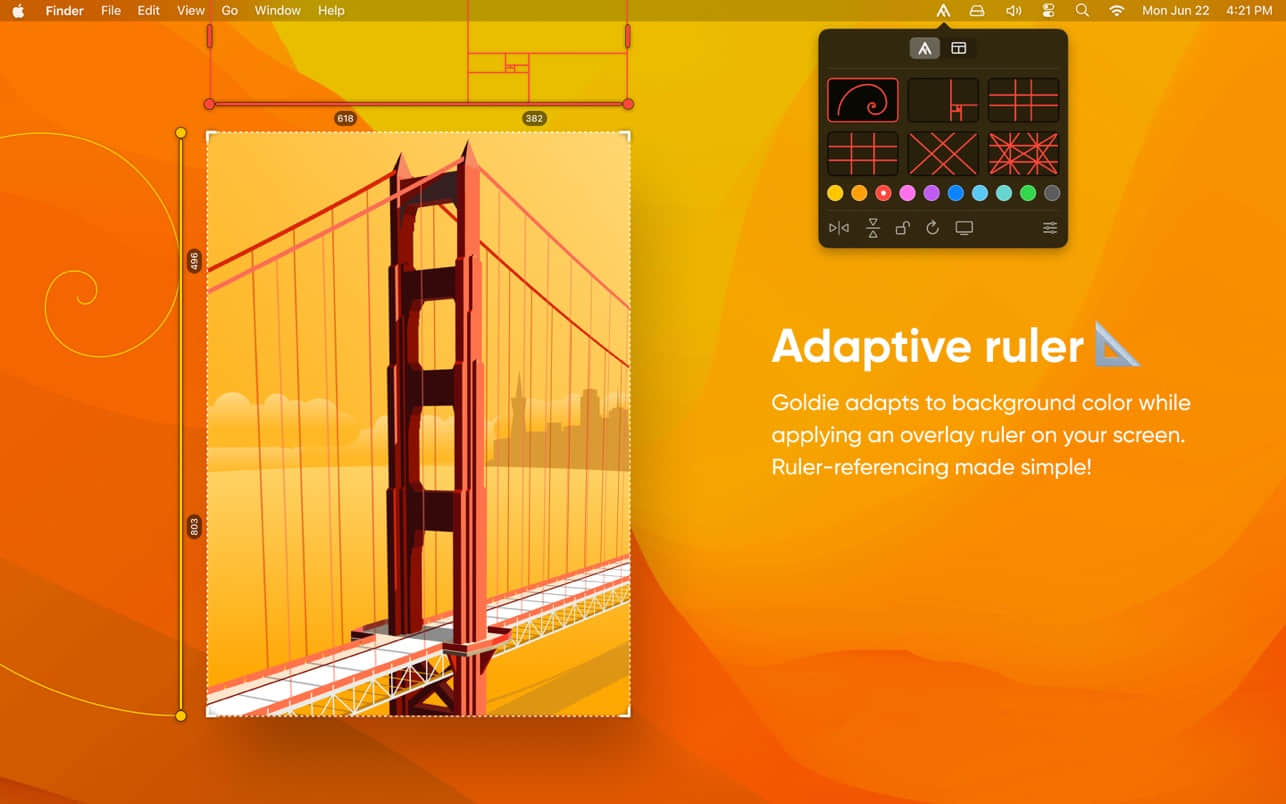 Finder File Edit View Go Window Help Mon Jun 22 4:21 PM
618 382
496
803
Adaptive ruler
Goldie adapts to background color while
applying an overlay ruler on your screen.
Ruler-referencing made simple!